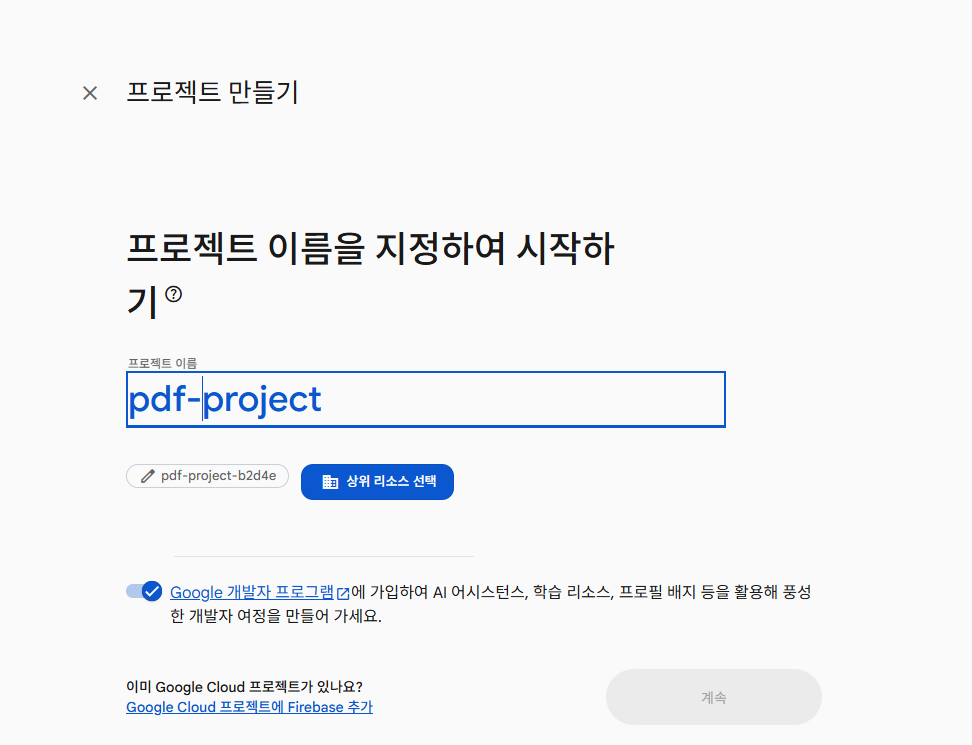 프로젝트 만들기
프로젝트 이름을 지정하여 시작하
기
프로젝트 이름
pdf-project
pdf-project-b2d4e
상위 리소스 선택
Google 개발자 프로그램에 가입하여 AI 어시스턴스, 학습 리소스, 프로필 배지 등을 활용해 풍성
한 개발자 여정을 만들어 가세요.
이미 Google Cloud 프로젝트가 있나요?
Google Cloud 프로젝트에 Firebase 추가
계속